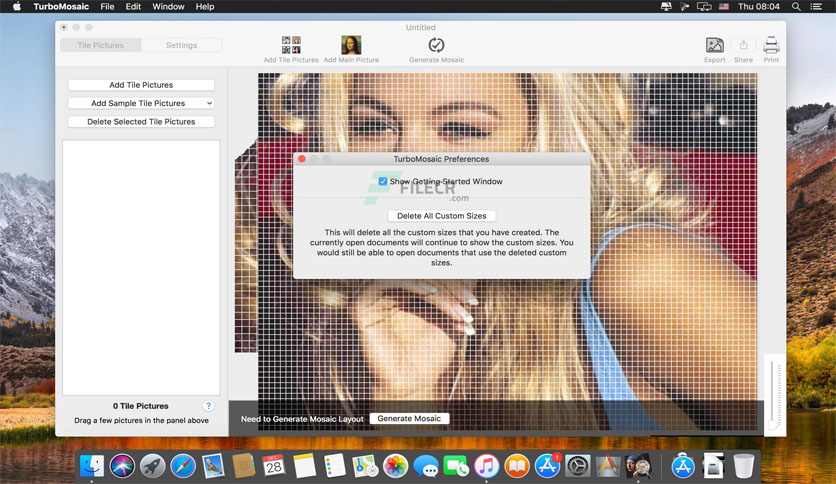 TurboMosaic File Edit Window Help
Thu 08:04
Untitled
Tile Pictures Settings
Add Tile Pictures Add Main Picture Generate Mosaic
Export Share Print
Add Tile Pictures
Add Sample Tile Pictures
Delete Selected Tile Pictures
TurboMosaic Preferences
Show Getting Started Window
FILECR
.com
Delete All Custom Sizes
This will delete all the custom sizes that you have created. The
currently open documents will continue to show the custom sizes. You
would still be able to open documents that use the deleted custom
sizes.
0 Tile Pictures ?
Drag a few pictures in the panel above
Need to Generate Mosaic Layout Generate Mosaic
DEC
28
1